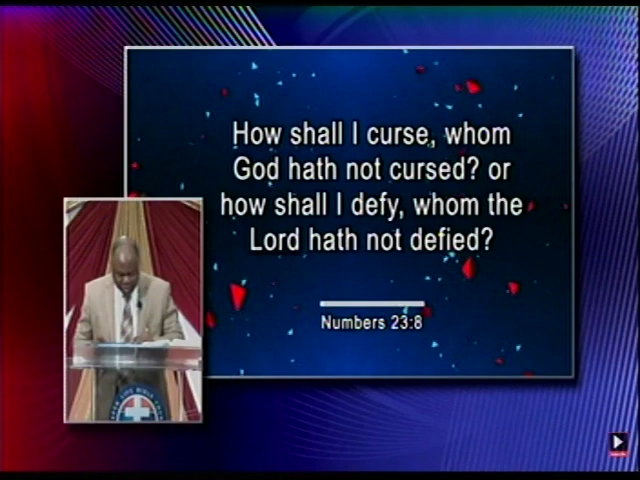 How shall I curse, whom
God hath not cursed? or
how shall I defy, whom the
Lord hath not defied?
Numbers 23:8